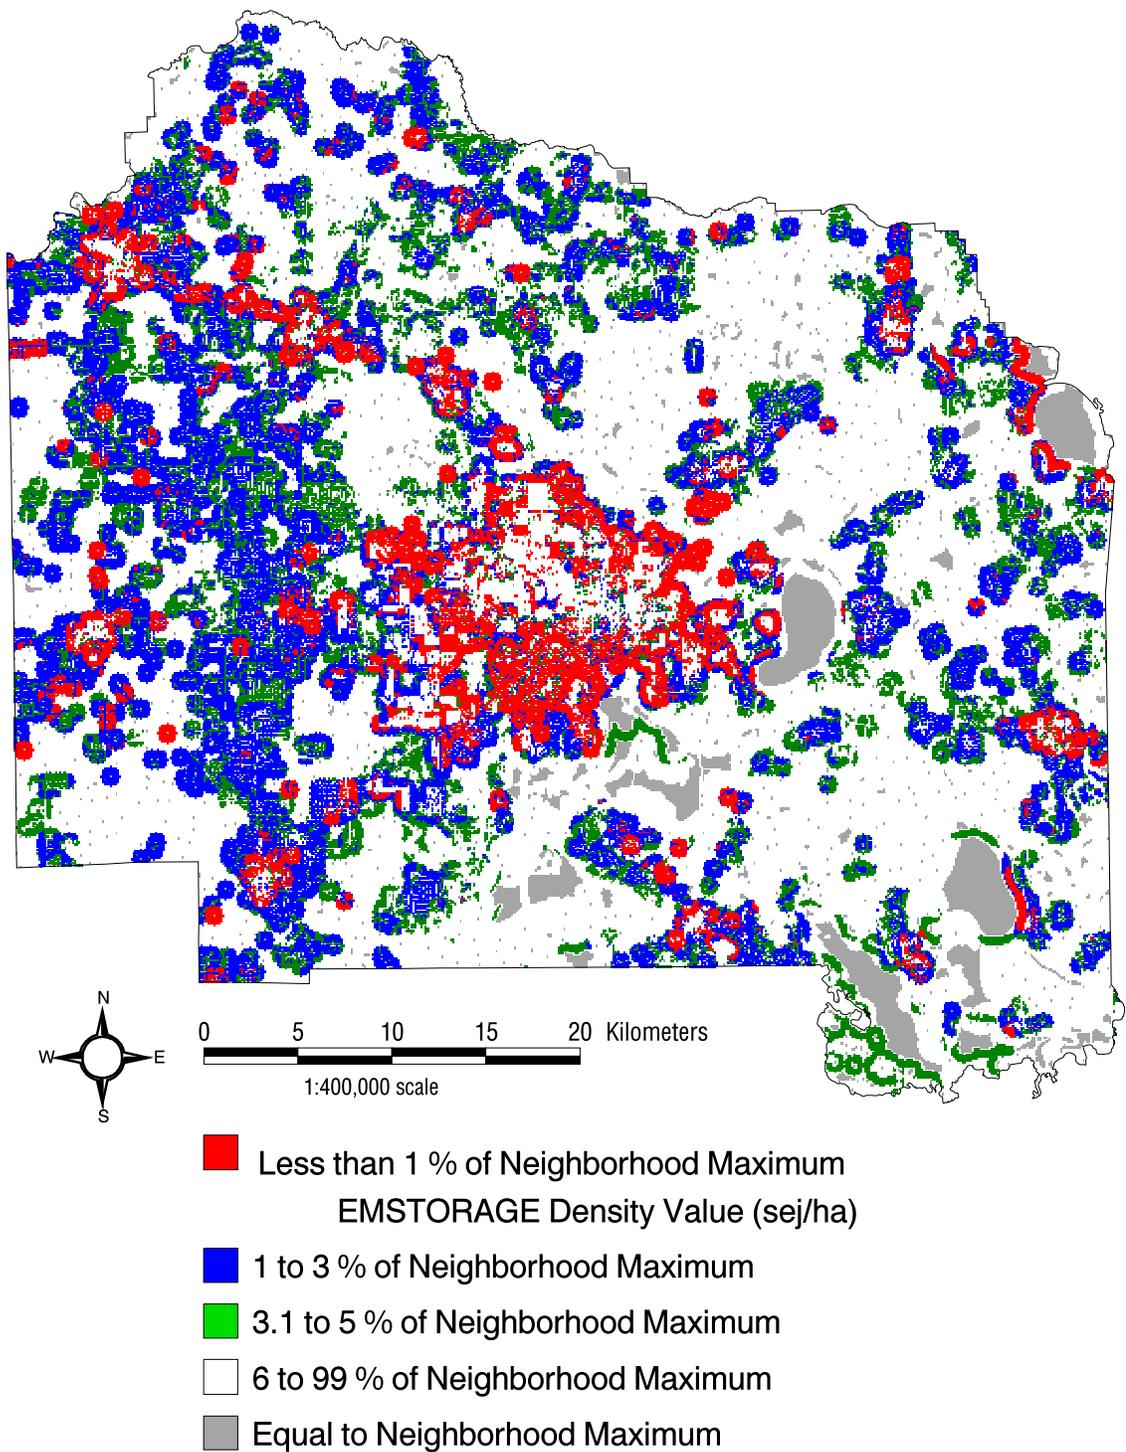 N
W E
S
0 5 10 15 20 Kilometers
1:400,000 scale
Less than 1 % of Neighborhood Maximum
EMSTORAGE Density Value (sej/ha)
1 to 3 % of Neighborhood Maximum
3.1 to 5 % of Neighborhood Maximum
6 to 99 % of Neighborhood Maximum
Equal to Neighborhood Maximum